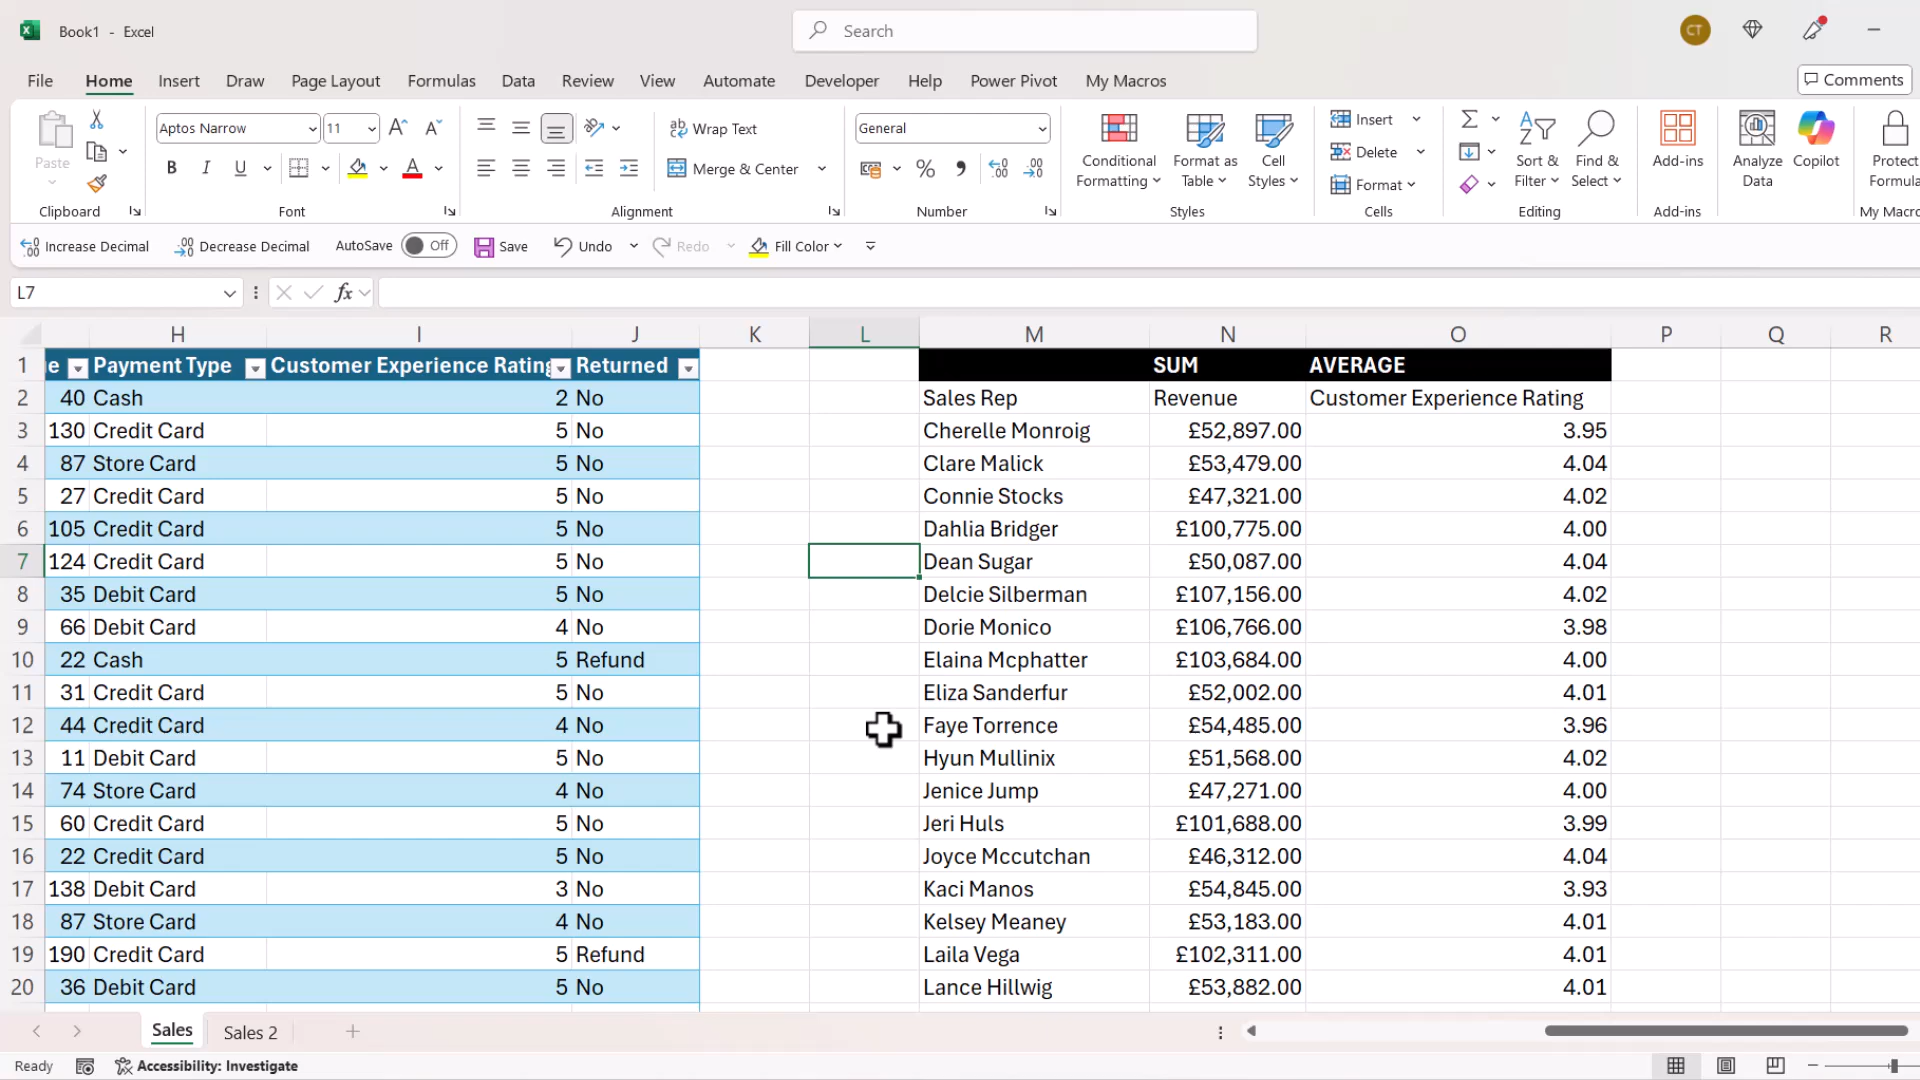 Book1 - Excel
Search
CT
File Home Insert Draw Page Layout Formulas Data Review View Automate Developer Help Power Pivot My Macros
Comments
Paste
Clipboard
Aptos Narrow 11
B I U
Font
Wrap Text
Merge & Center
Alignment
General
Number
Conditional Formatting
Format as Table
Cell Styles
Styles
Insert
Delete
Format
Cells
Sort & Filter
Find & Select
Editing
Add-ins
Add-ins
Analyze Data
Copilot
Protect Formula
My Macro
Increase Decimal Decrease Decimal AutoSave Off Save Undo Redo Fill Color
L7 fx
H I J K L M N O P Q R
1 e Payment Type Customer Experience Rating Returned SUM AVERAGE
2 40 Cash 2 No Sales Rep Revenue Customer Experience Rating
3 130 Credit Card 5 No Cherelle Monroig £52,897.00 3.95
4 87 Store Card 5 No Clare Malick £53,479.00 4.04
5 27 Credit Card 5 No Connie Stocks £47,321.00 4.02
6 105 Credit Card 5 No Dahlia Bridger £100,775.00 4.00
7 124 Credit Card 5 No Dean Sugar £50,087.00 4.04
8 35 Debit Card 5 No Delcie Silberman £107,156.00 4.02
9 66 Debit Card 4 No Dorie Monico £106,766.00 3.98
10 22 Cash 5 Refund Elaina Mcphatter £103,684.00 4.00
11 31 Credit Card 5 No Eliza Sanderfur £52,002.00 4.01
12 44 Credit Card 4 No Faye Torrence £54,485.00 3.96
13 11 Debit Card 5 No Hyun Mullinix £51,568.00 4.02
14 74 Store Card 4 No Jenice Jump £47,271.00 4.00
15 60 Credit Card 5 No Jeri Huls £101,688.00 3.99
16 22 Credit Card 5 No Joyce Mccutchan £46,312.00 4.04
17 138 Debit Card 3 No Kaci Manos £54,845.00 3.93
18 87 Store Card 4 No Kelsey Meaney £53,183.00 4.01
19 190 Credit Card 5 Refund Laila Vega £102,311.00 4.01
20 36 Debit Card 5 No Lance Hillwig £53,882.00 4.01
Sales Sales 2
Ready Accessibility: Investigate